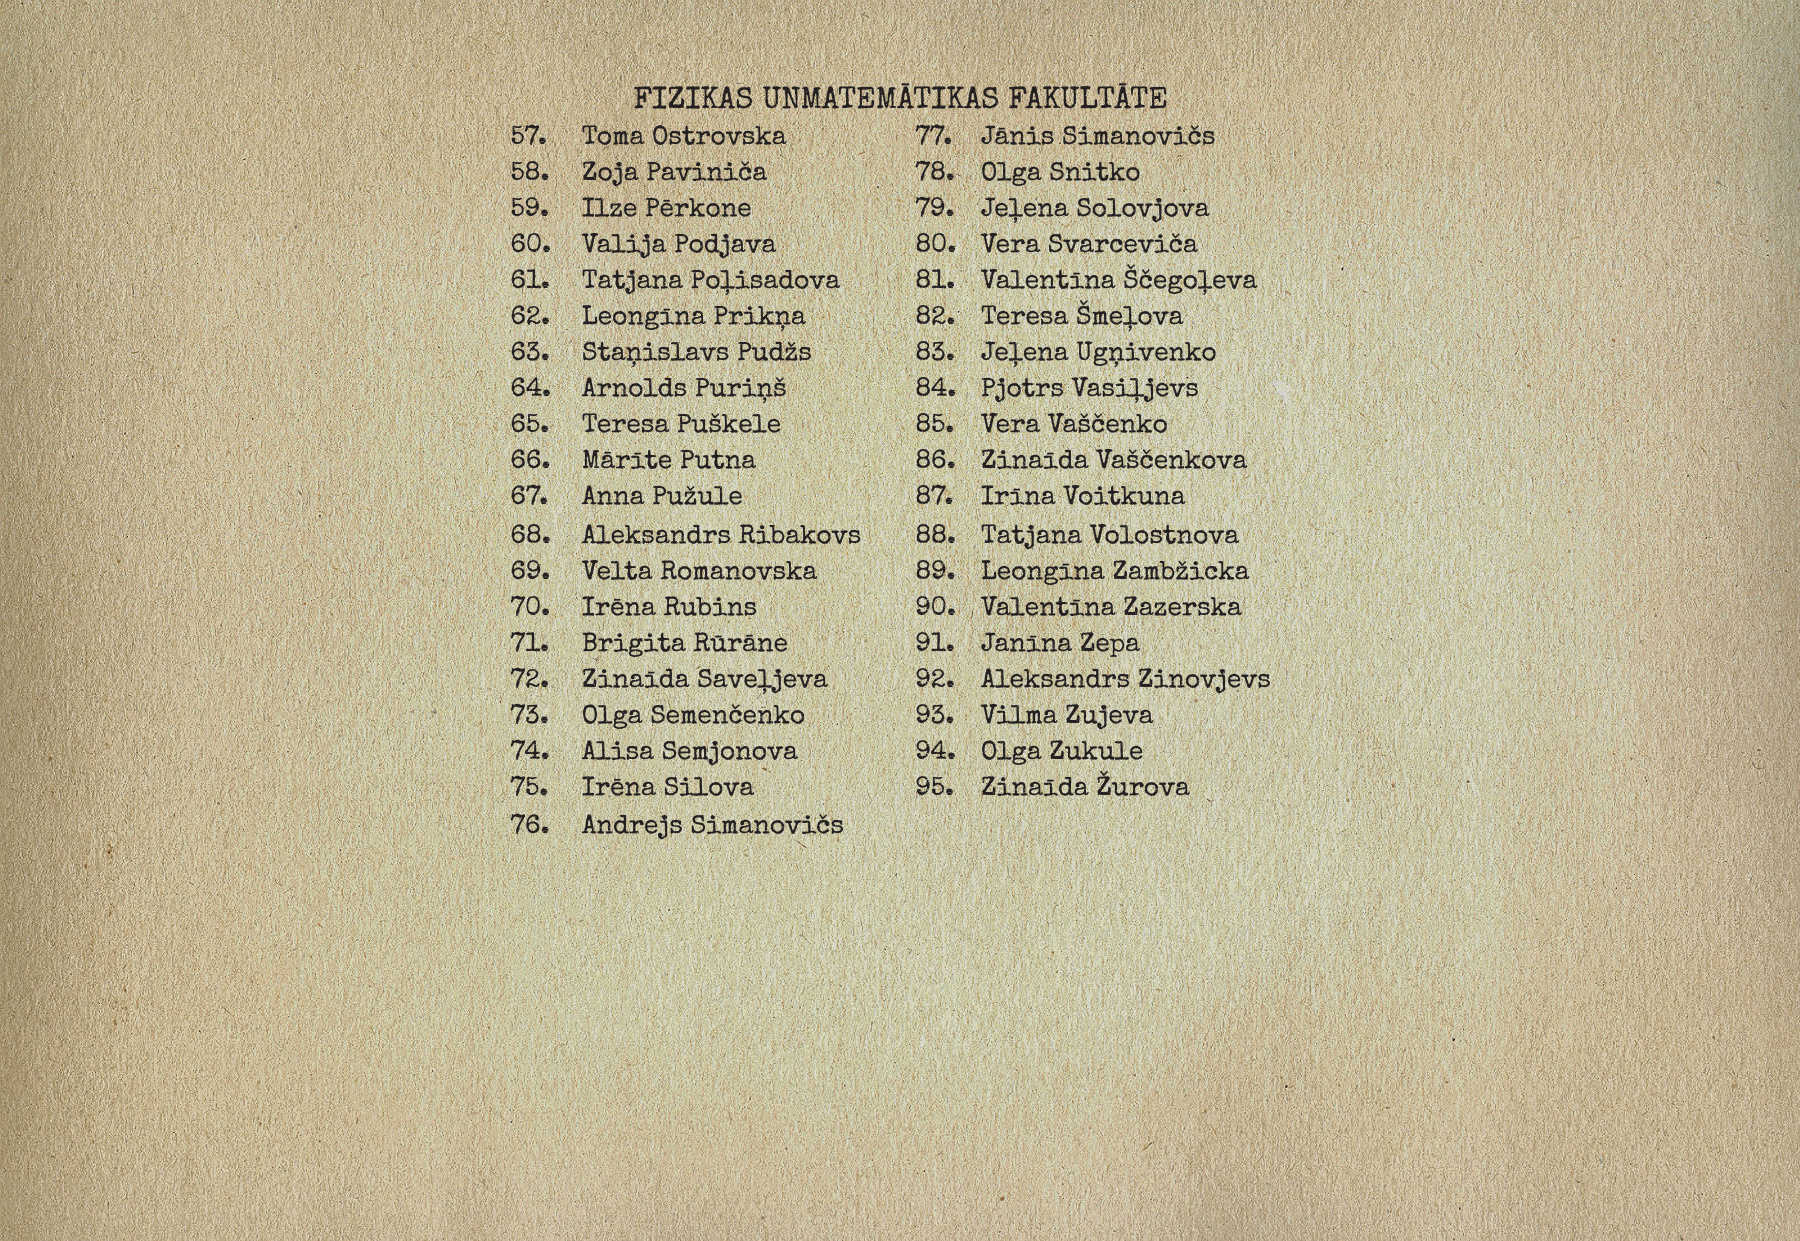 FIZIKAS UNMATEMĀTIKAS FAKULTĀTE
57. Toma Ostrovska
58. Zoja Paviniča
59. Ilze Pērkone
60. Valija Podjava
61. Tatjana Poļisadova
62. Leongīna Prikņa
63. Staņislavs Pudžs
64. Arnolds Puriņš
65. Teresa Puškele
66. Mārīte Putna
67. Anna Pužule
68. Aleksandrs Ribakovs
69. Velta Romanovska
70. Irēna Rubins
71. Brigita Rūrāne
72. Zinaīda Saveļjeva
73. Olga Semenčenko
74. Alisa Semjonova
75. Irēna Silova
76. Andrejs Simanovičs
77. Jānis Simanovičs
78. Olga Snitko
79. Jeļena Solovjova
80. Vera Svarceviča
81. Valentīna Ščegoļeva
82. Teresa Šmeļova
83. Jeļena Ugņivenko
84. Pjotrs Vasiļjevs
85. Vera Vaščenko
86. Zinaīda Vaščenkova
87. Irīna Voitkuna
88. Tatjana Volostnova
89. Leongīna Zambžicka
90. Valentīna Zazerska
91. Janīna Zepa
92. Aleksandrs Zinovjevs
93. Vilma Zujeva
94. Olga Zukule
95. Zinaīda Žurova